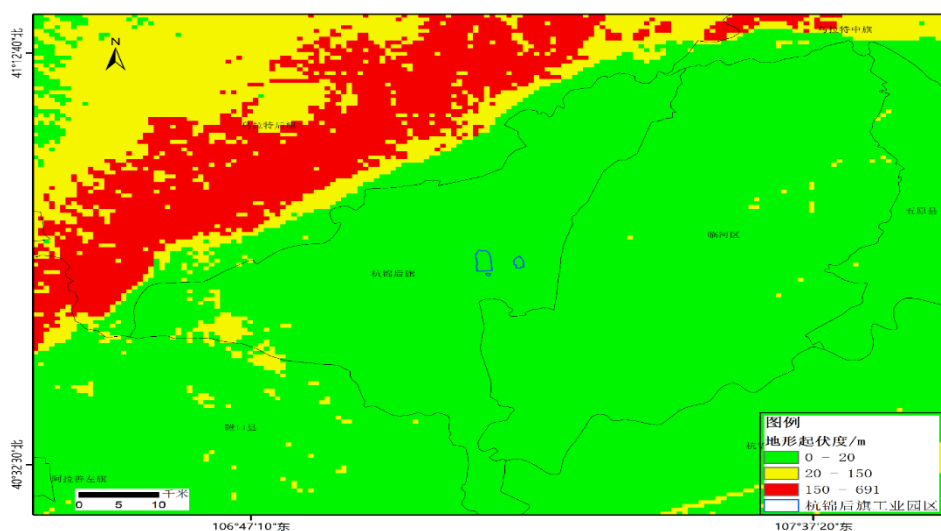 N
41°12′40″北
乌拉特中旗
乌拉特后旗
五原县
临河区
杭锦后旗
磴口县
阿拉善左旗
40°32′30″北
千米
0 5 10
106°47′10″东
107°37′20″东
图例
地形起伏度/m
0 - 20
20 - 150
150 - 691
杭锦后旗工业园区